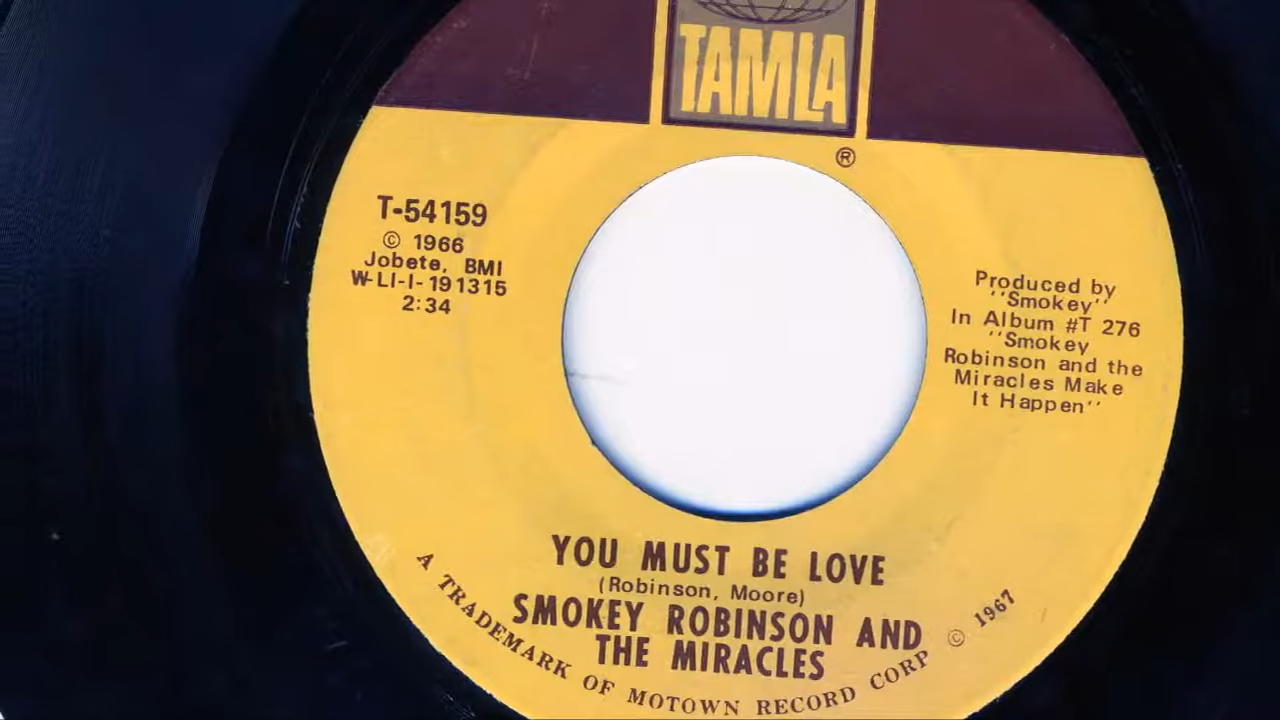 TAMLA
®
T-54159
© 1966
Jobete, BMI
W-LI-I-191315
2:34
Produced by
''Smokey''
In Album #T 276
''Smokey
Robinson and the
Miracles Make
It Happen''
YOU MUST BE LOVE
(Robinson, Moore)
SMOKEY ROBINSON AND
THE MIRACLES
A TRADEMARK OF MOTOWN RECORD CORP © 1967